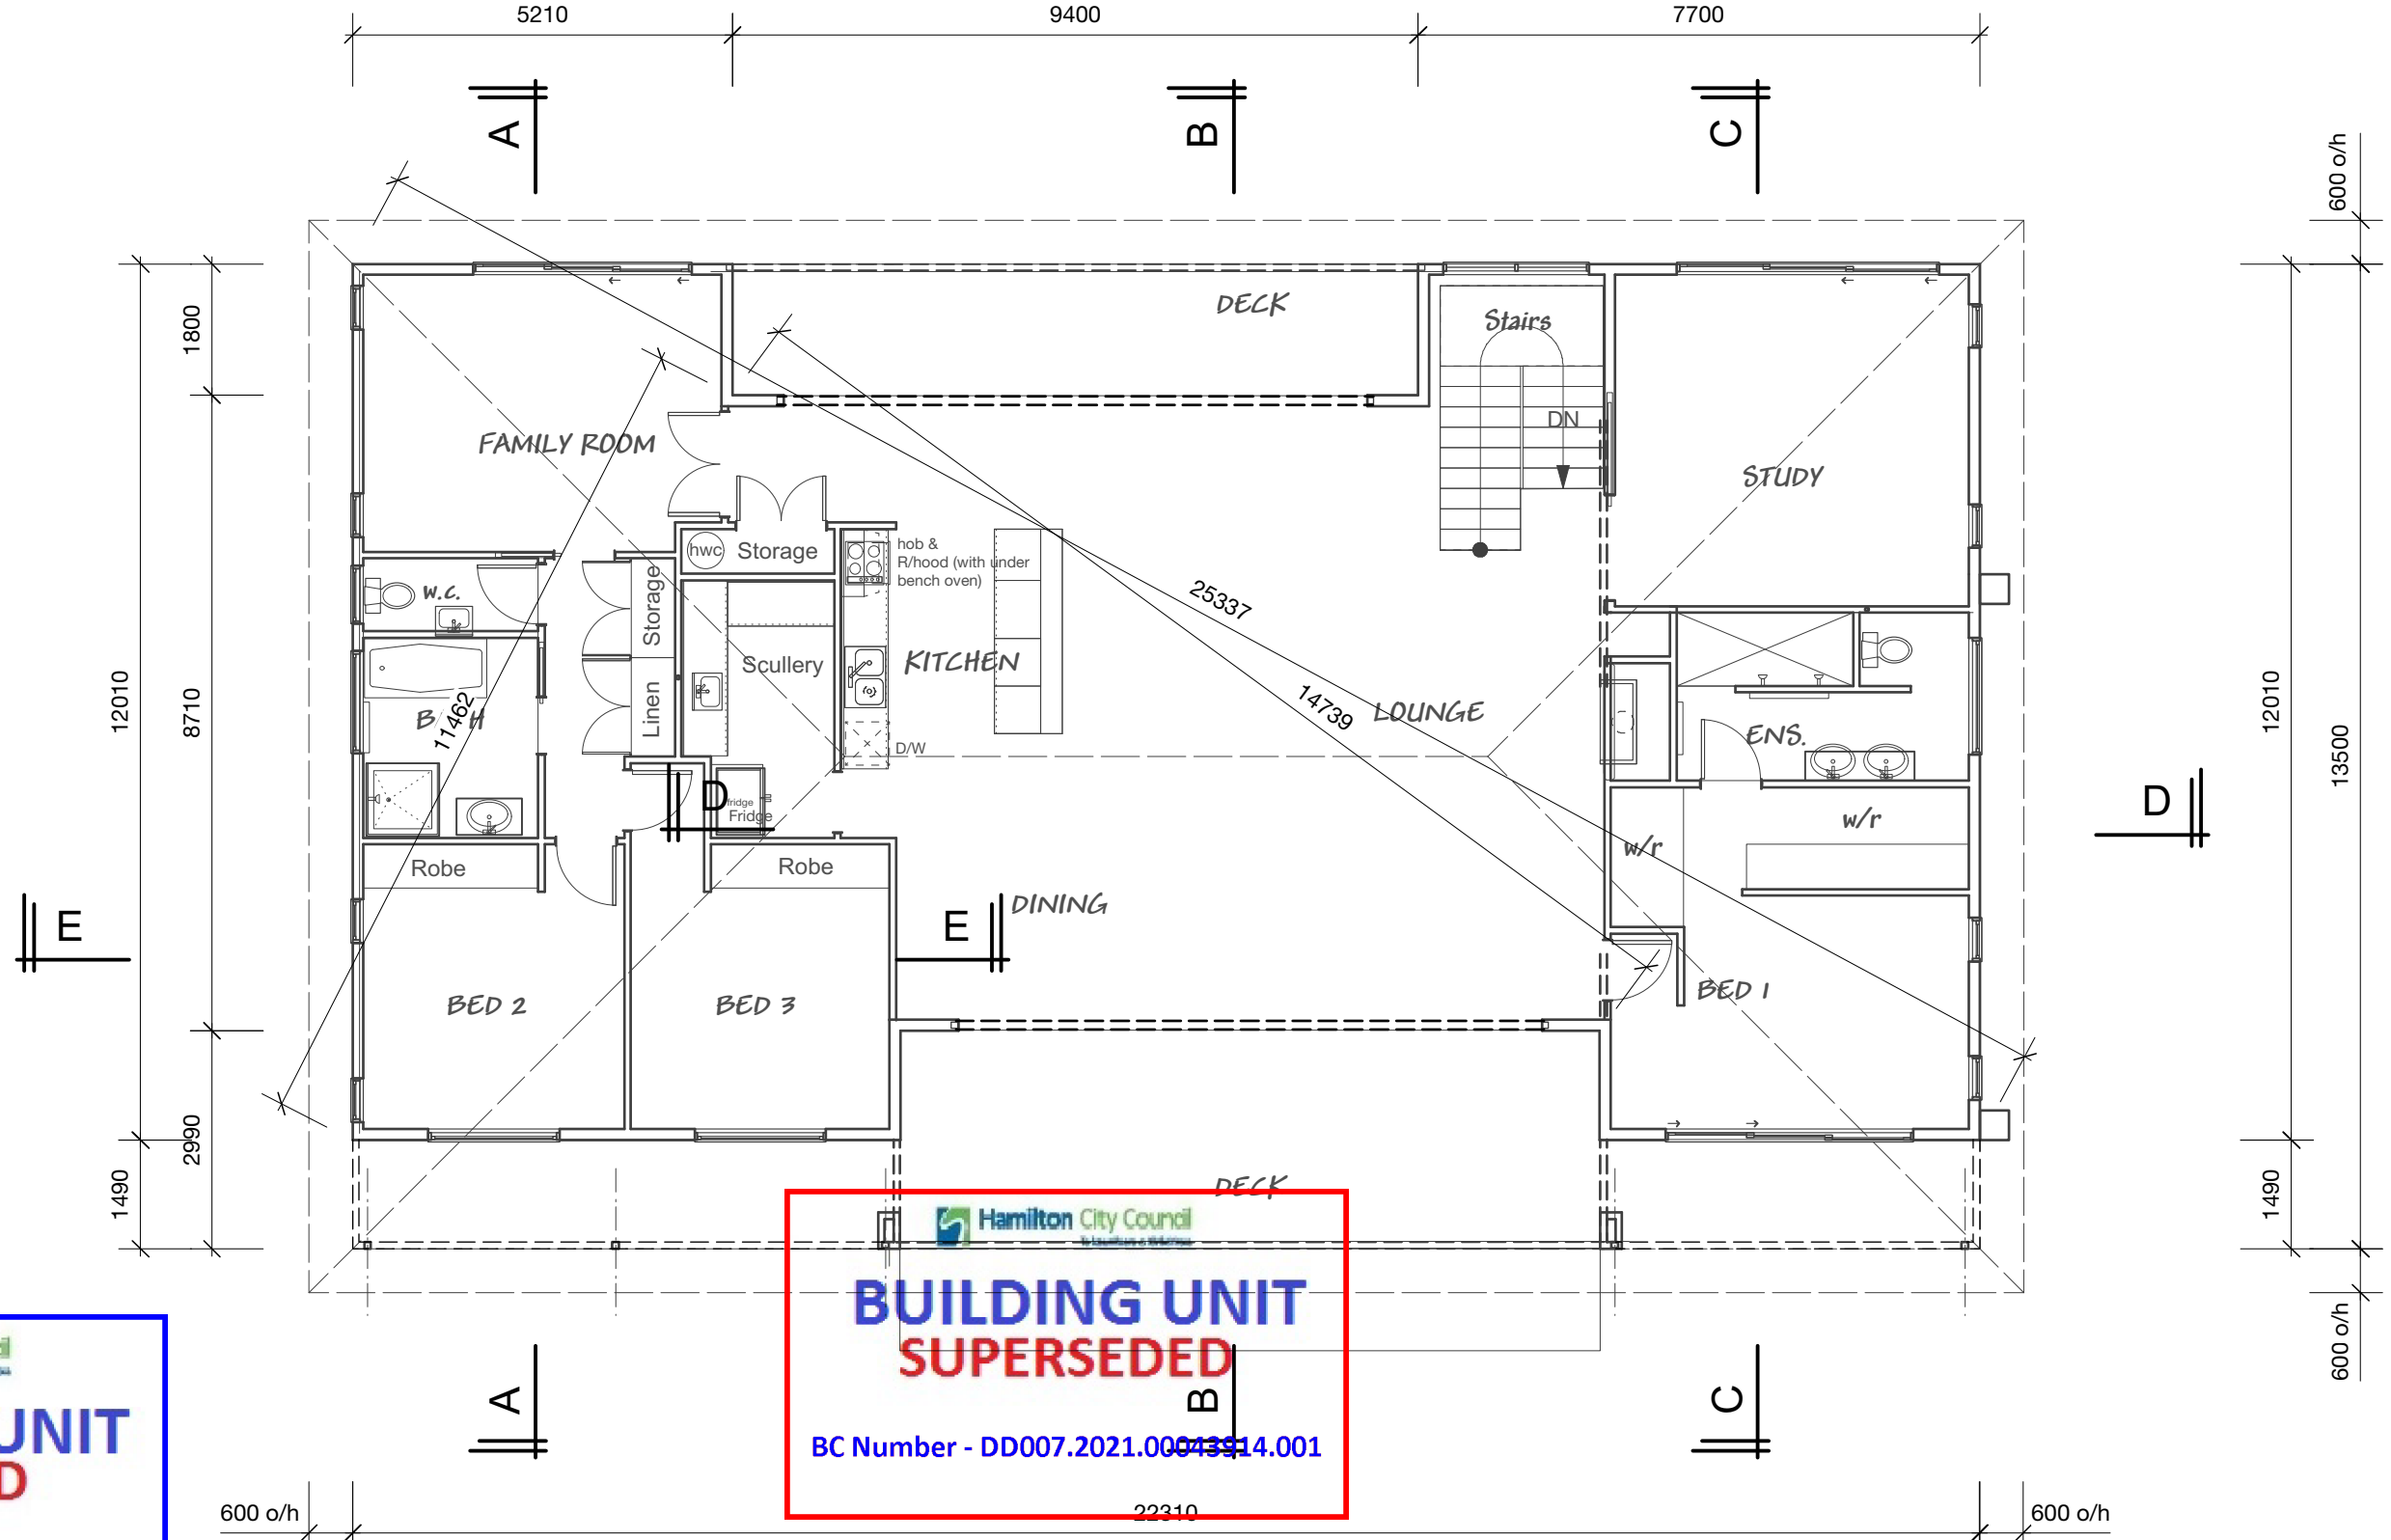 5210
9400
7700
A
B
C
600 o/h
DECK
Stairs
1800
DN
FAMILY ROOM
STUDY
hwc
Storage
hob &
R/hood (with under
bench oven)
W.C.
Storage
25337
Scullery
KITCHEN
12010
8710
Linen
11462
14739
LOUNGE
ENS.
12010
13500
D/W
D
fridge
Fridge
D
w/r
w/r
Robe
Robe
E
E
DINING
BED 2
BED 3
BED 1
2990
1490
DECK
1490
Hamilton City Council
BUILDING UNIT
SUPERSEDED
600 o/h
A
B
C
UNIT
D
BC Number - DD007.2021.00043914.001
600 o/h
22310
600 o/h